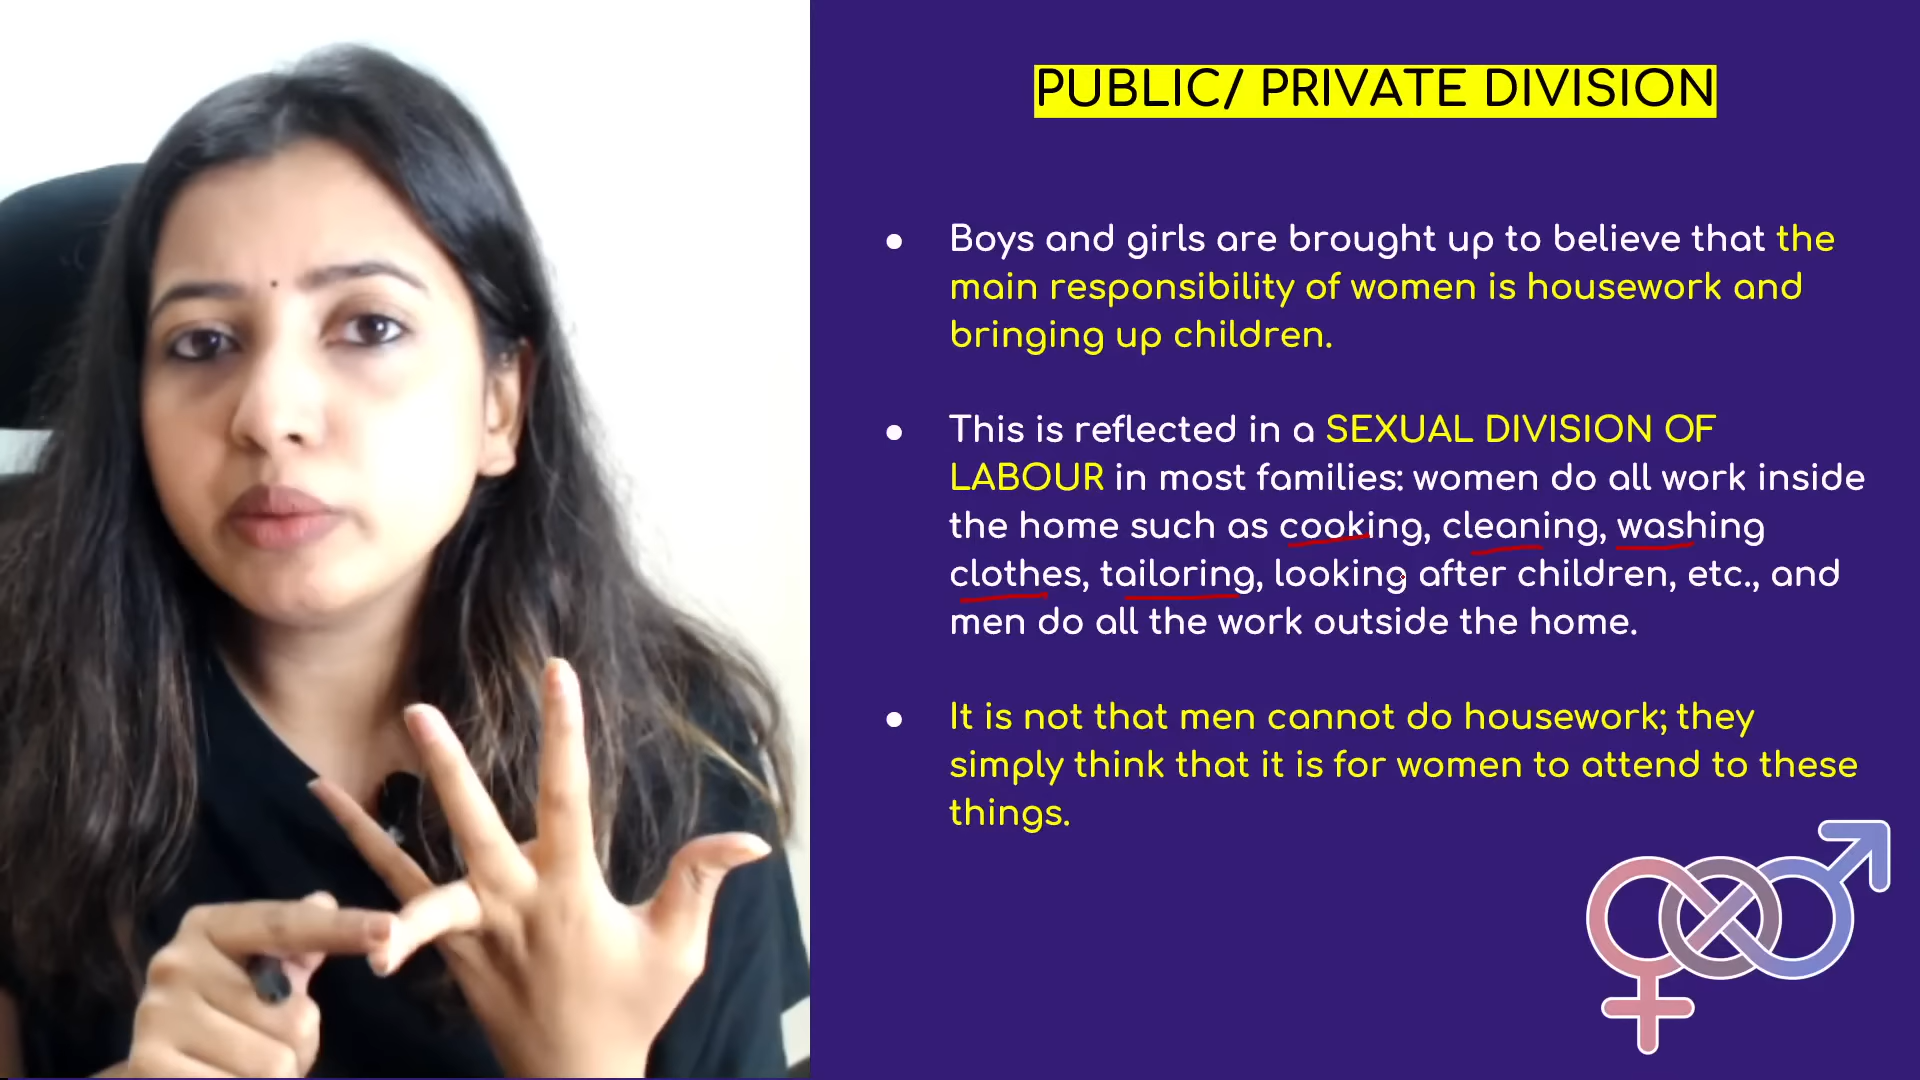 PUBLIC/ PRIVATE DIVISION
Boys and girls are brought up to believe that the
main responsibility of women is housework and
bringing up children.
This is reflected in a SEXUAL DIVISION OF
LABOUR in most families: women do all work inside
the home such as cooking, cleaning, washing
clothes, tailoring, looking after children, etc., and
men do all the work outside the home.
It is not that men cannot do housework; they
simply think that it is for women to attend to these
things.